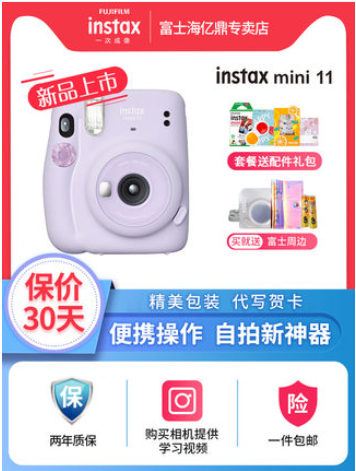 FUJIFILM
instax
一次成像
富士海亿鼎专卖店
新品上市
instax mini 11
套餐送配件礼包
买就送 富士周边
保价
30天
精美包装 代写贺卡
便携操作 自拍新神器
保
险
两年质保
购买相机提供
学习视频
一件包邮